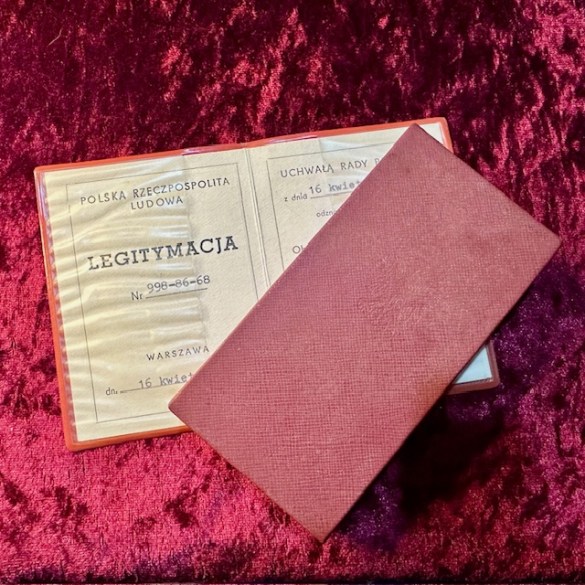 POLSKA RZECZPOSPOLITA
LUDOWA
LEGITYMACJA
Nr 998-86-68
WARSZAWA
dn. 16
UCHWAŁĄ RADY
z dnia 16